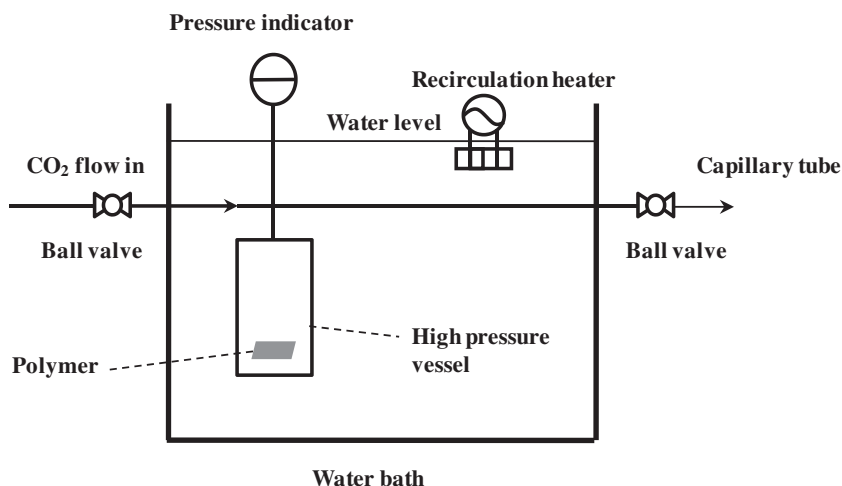 Pressure indicator
Recirculation heater
Water level
CO₂ flow in
Capillary tube
Ball valve
Ball valve
High pressure
vessel
Polymer
Water bath